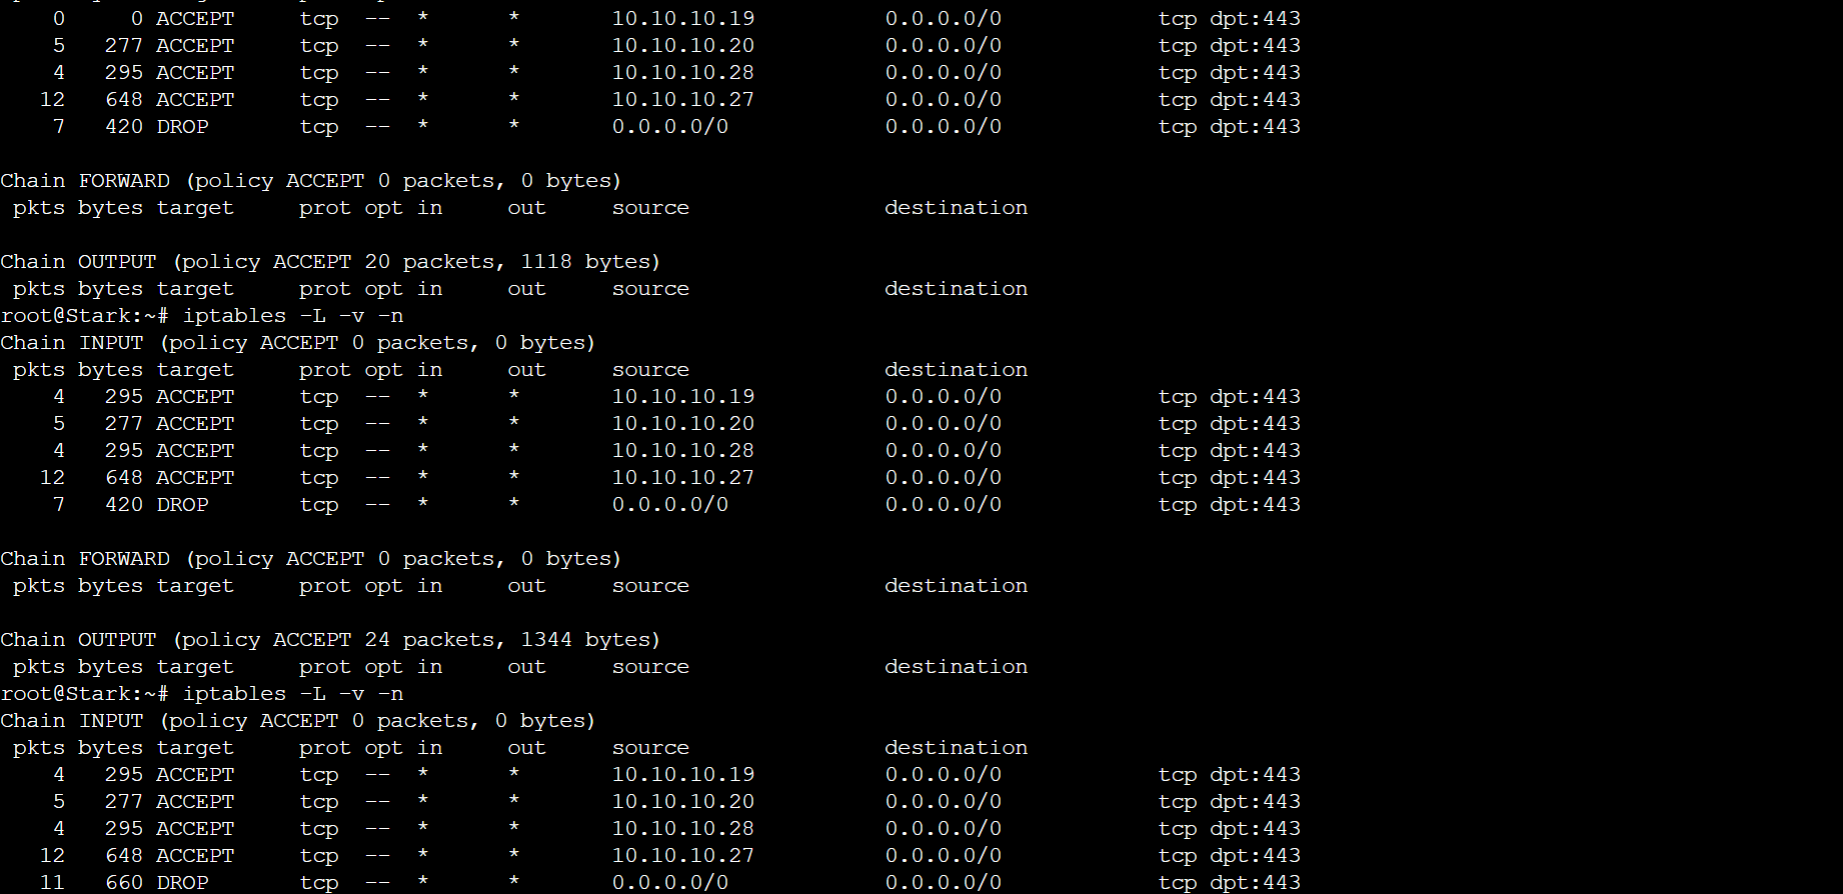 0 0 ACCEPT tcp -- * * 10.10.10.19 0.0.0.0/0 tcp dpt:443
5 277 ACCEPT tcp -- * * 10.10.10.20 0.0.0.0/0 tcp dpt:443
4 295 ACCEPT tcp -- * * 10.10.10.28 0.0.0.0/0 tcp dpt:443
12 648 ACCEPT tcp -- * * 10.10.10.27 0.0.0.0/0 tcp dpt:443
7 420 DROP tcp -- * * 0.0.0.0/0 0.0.0.0/0 tcp dpt:443
Chain FORWARD (policy ACCEPT 0 packets, 0 bytes)
pkts bytes target prot opt in out source destination
Chain OUTPUT (policy ACCEPT 20 packets, 1118 bytes)
pkts bytes target prot opt in out source destination
root@Stark:~# iptables -L -v -n
Chain INPUT (policy ACCEPT 0 packets, 0 bytes)
pkts bytes target prot opt in out source destination
4 295 ACCEPT tcp -- * * 10.10.10.19 0.0.0.0/0 tcp dpt:443
5 277 ACCEPT tcp -- * * 10.10.10.20 0.0.0.0/0 tcp dpt:443
4 295 ACCEPT tcp -- * * 10.10.10.28 0.0.0.0/0 tcp dpt:443
12 648 ACCEPT tcp -- * * 10.10.10.27 0.0.0.0/0 tcp dpt:443
7 420 DROP tcp -- * * 0.0.0.0/0 0.0.0.0/0 tcp dpt:443
Chain FORWARD (policy ACCEPT 0 packets, 0 bytes)
pkts bytes target prot opt in out source destination
Chain OUTPUT (policy ACCEPT 24 packets, 1344 bytes)
pkts bytes target prot opt in out source destination
root@Stark:~# iptables -L -v -n
Chain INPUT (policy ACCEPT 0 packets, 0 bytes)
pkts bytes target prot opt in out source destination
4 295 ACCEPT tcp -- * * 10.10.10.19 0.0.0.0/0 tcp dpt:443
5 277 ACCEPT tcp -- * * 10.10.10.20 0.0.0.0/0 tcp dpt:443
4 295 ACCEPT tcp -- * * 10.10.10.28 0.0.0.0/0 tcp dpt:443
12 648 ACCEPT tcp -- * * 10.10.10.27 0.0.0.0/0 tcp dpt:443
11 660 DROP tcp -- * * 0.0.0.0/0 0.0.0.0/0 tcp dpt:443